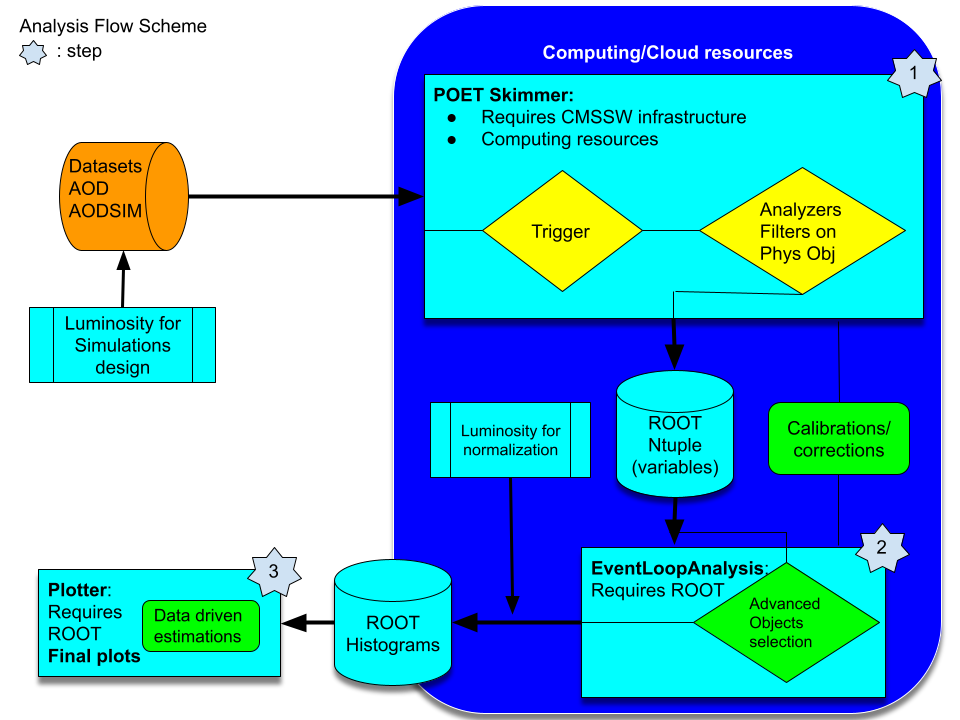 Analysis Flow Scheme
: step
Computing/Cloud resources
1
POET Skimmer:
● Requires CMSSW infrastructure
● Computing resources
Datasets
AOD
AODSIM
Trigger
Analyzers
Filters on
Phys Obj
Luminosity for
Simulations
design
Luminosity for
normalization
ROOT
Ntuple
(variables)
Calibrations/
corrections
2
EventLoopAnalysis:
Requires ROOT
Advanced
Objects
selection
3
Plotter:
Requires
ROOT
Final plots
Data driven
estimations
ROOT
Histograms